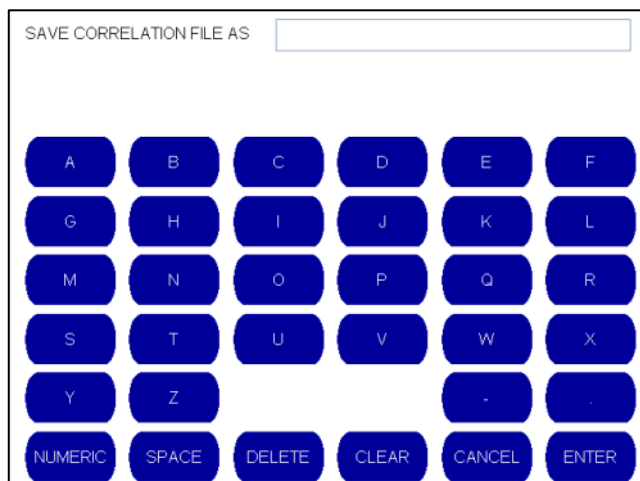 SAVE CORRELATION FILE AS
A B C D E F
G H I J K L
M N O P Q R
S T U V W X
Y Z - .
NUMERIC SPACE DELETE CLEAR CANCEL ENTER